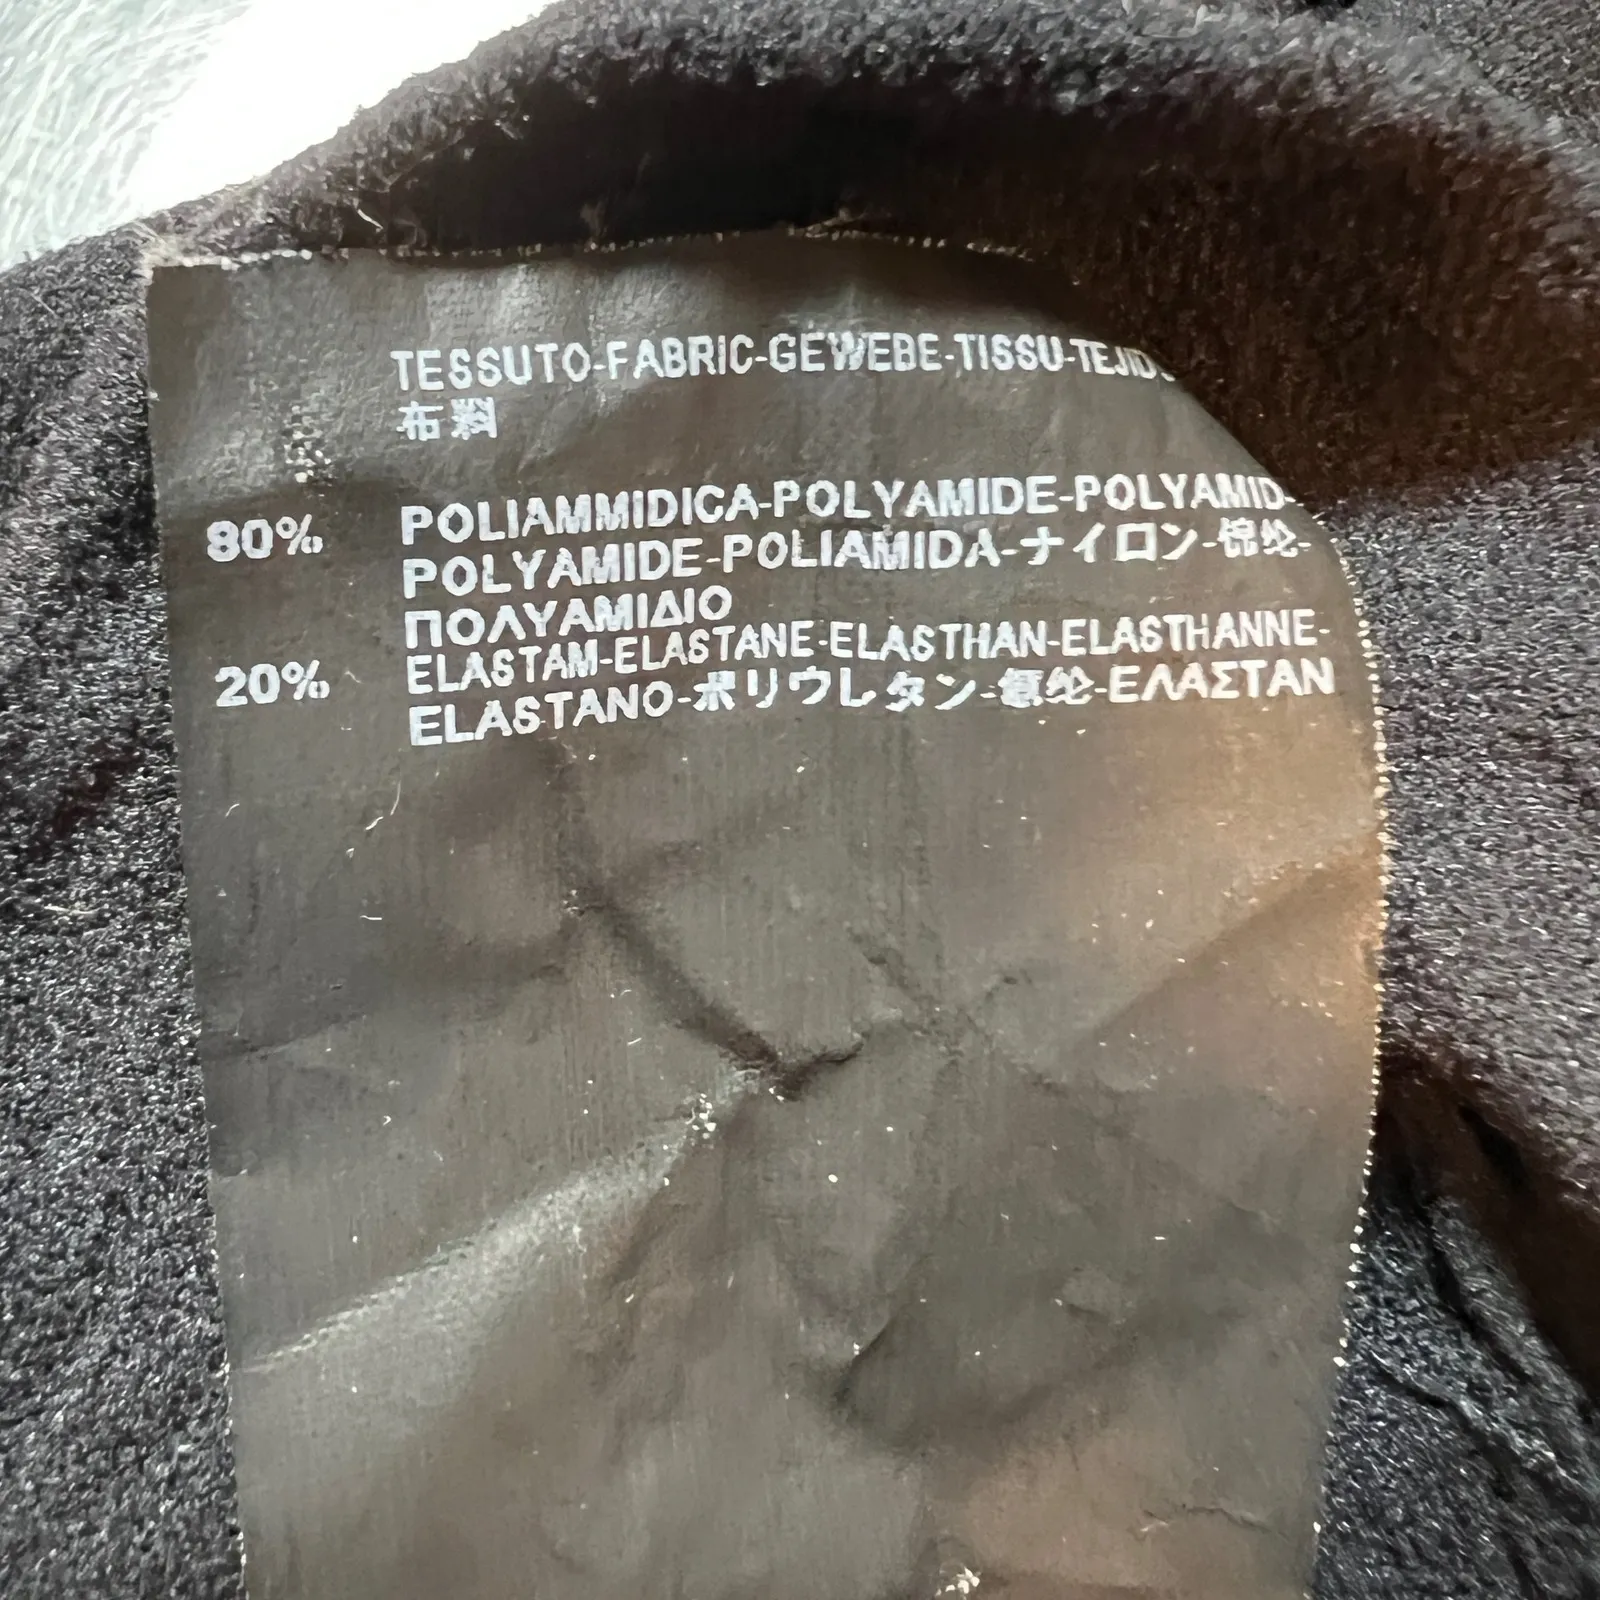 TESSUTO-FABRIC-GEWEBE-TISSU-TEJIDO
布料
80% POLIAMMIDICA-POLYAMIDE-POLYAMID-
POLYAMIDE-POLIAMIDA-ナイロン-锦纶-
ΠΟΛΥΑΜΙΔΙΟ
20% ELASTAM-ELASTANE-ELASTHAN-ELASTHANNE-
ELASTANO-ポリウレタン-氨纶-ΕΛΑΣΤΑΝ